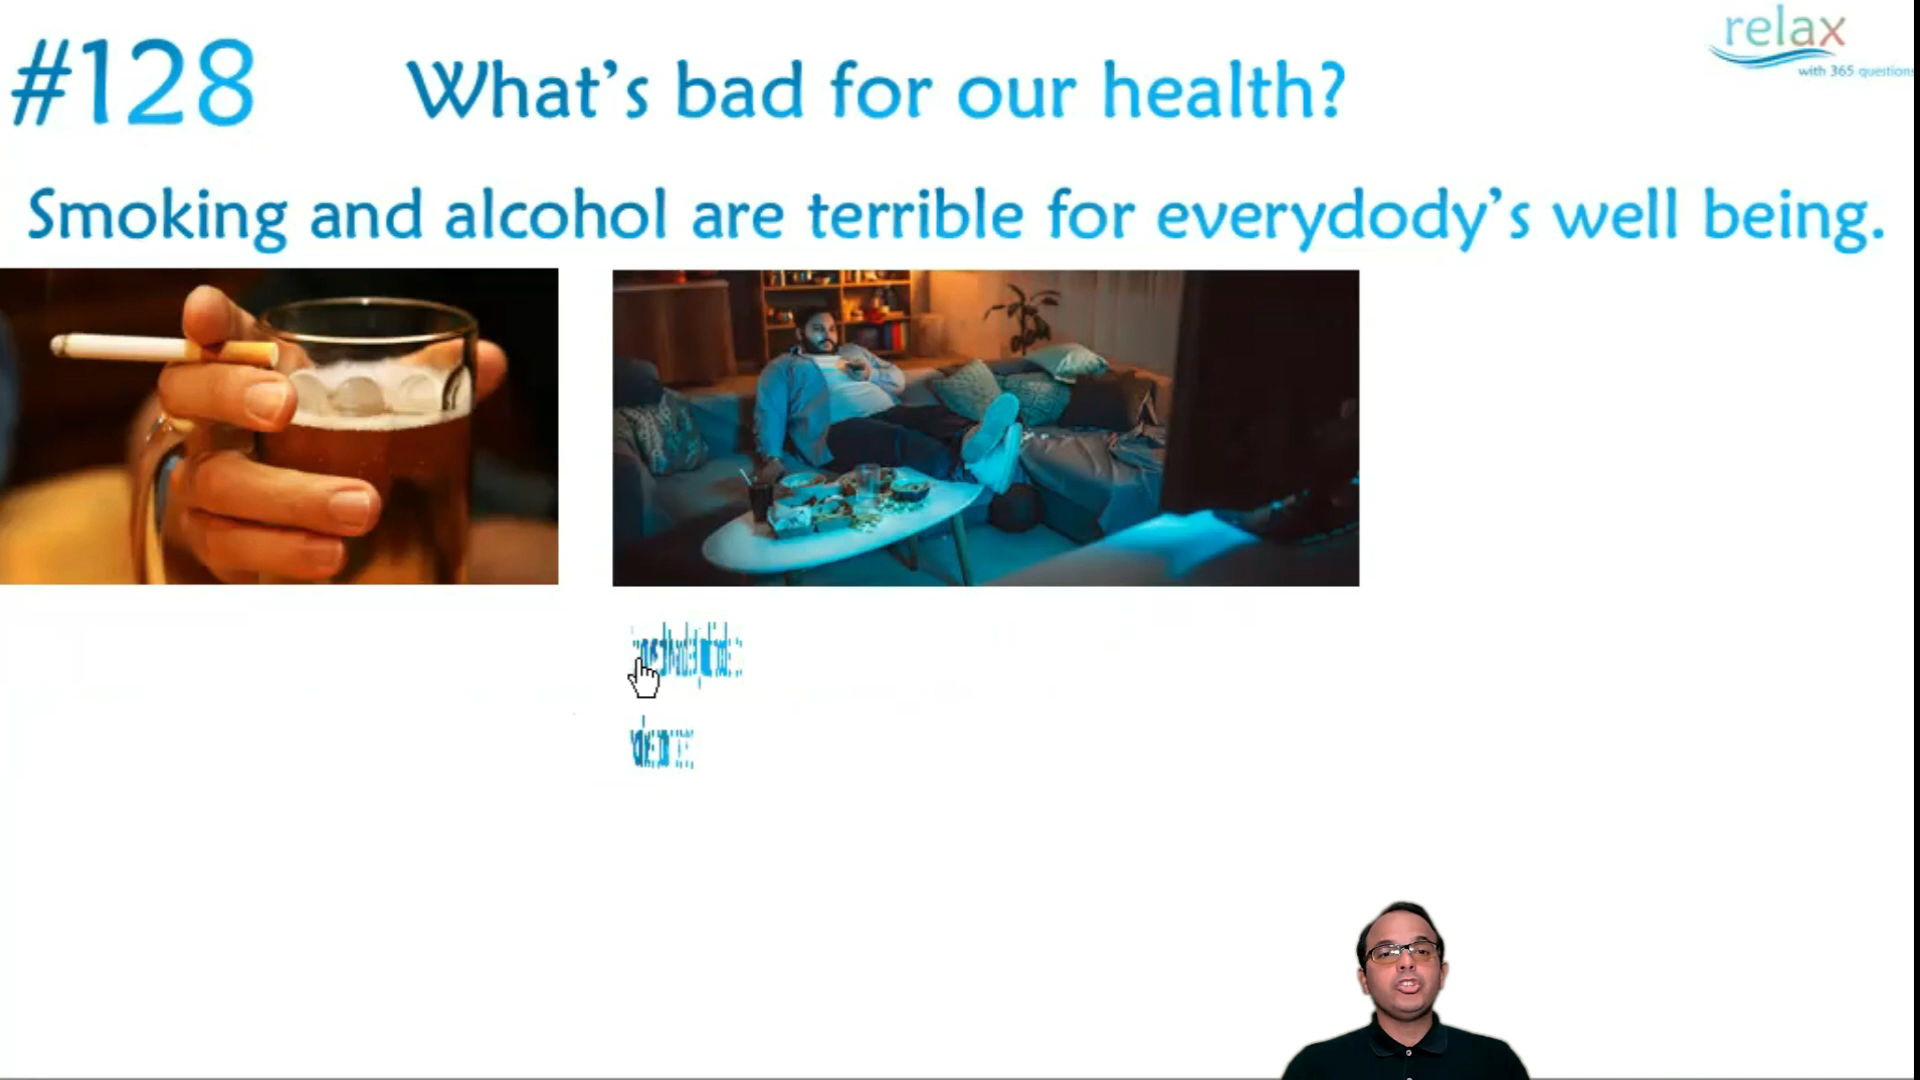 relax
with 365 questions
#128 What's bad for our health?
Smoking and alcohol are terrible for everydody's well being.